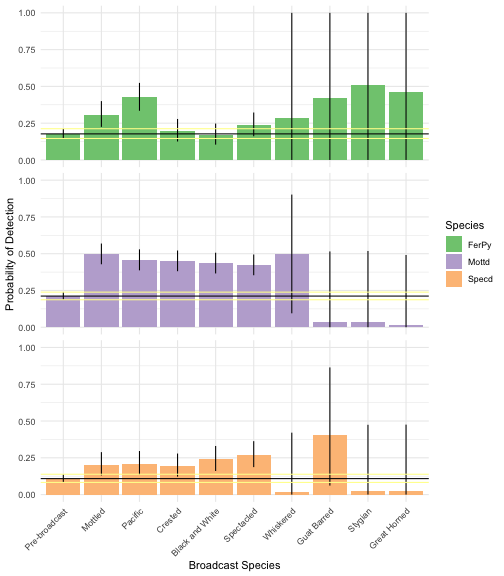 1.00
0.75
0.50
0.25
0.00
1.00
0.75
0.50
0.25
0.00
1.00
0.75
0.50
0.25
0.00
Probability of Detection
Pre-broadcast
Mottled
Pacific
Crested
Black and White
Spectacled
Whiskered
Guat Barred
Stygian
Great Horned
Broadcast Species
Species
FerPy
Mottd
Specd